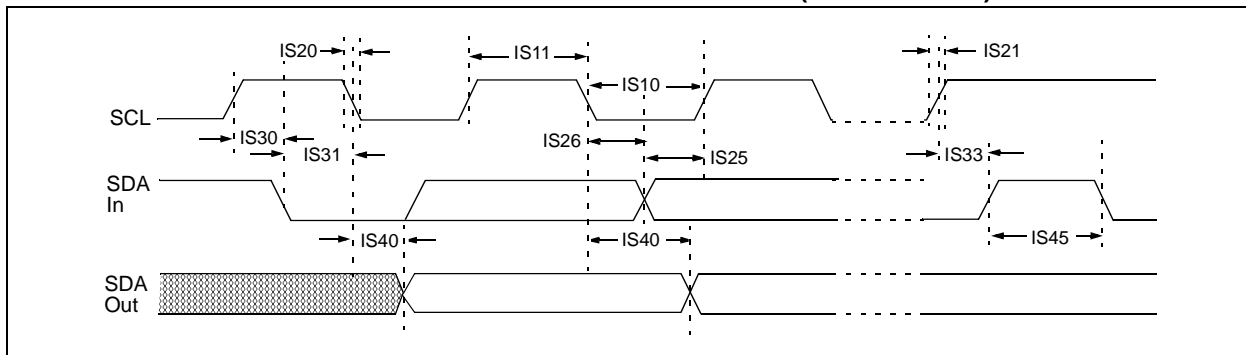 IS20
IS11
IS21
IS10
SCL
IS30
IS31
IS26
IS25
IS33
SDA
In
IS40
IS40
IS45
SDA
Out